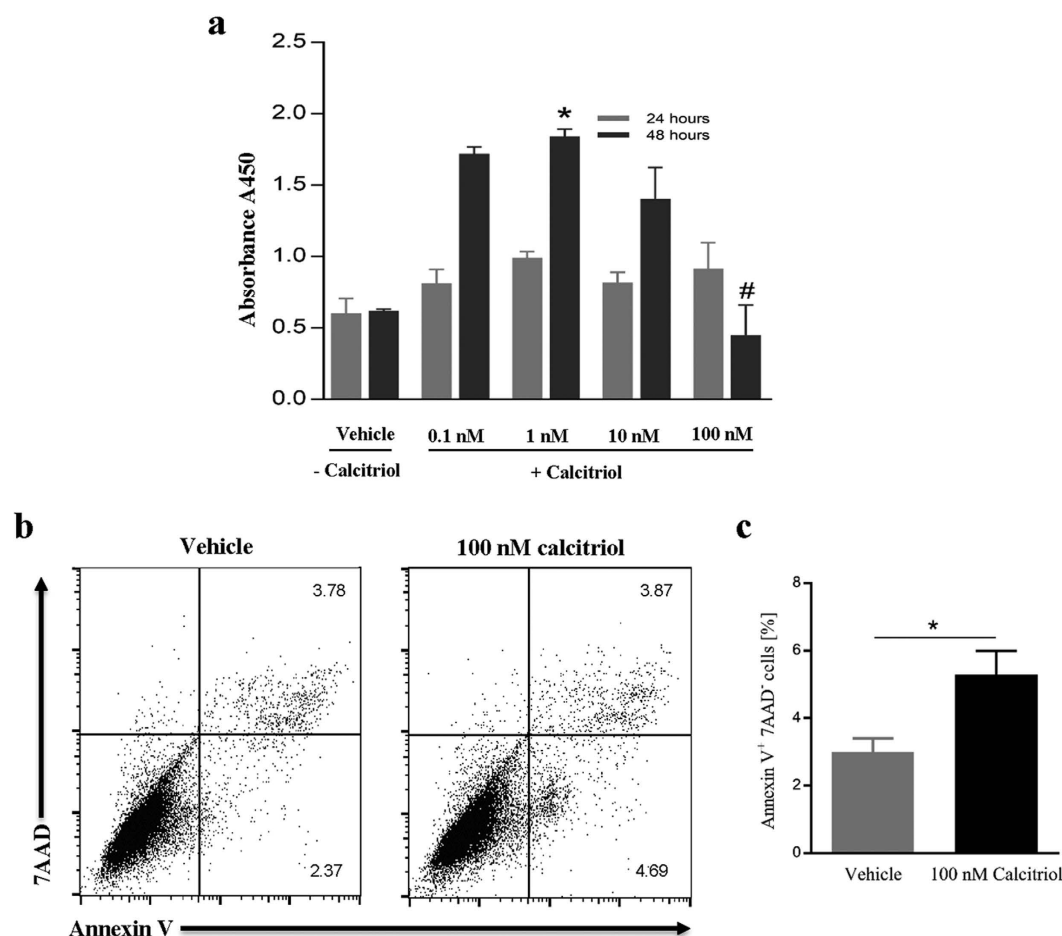 a
2.5
2.0
1.5
1.0
0.5
0.0
Absorbance A450
*
24 hours
48 hours
#
Vehicle 0.1 nM 1 nM 10 nM 100 nM
- Calcitriol + Calcitriol
b
Vehicle
100 nM calcitriol
7AAD
3.78
2.37
3.87
4.69
Annexin V
c
8
6
4
2
0
Annexin V+ 7AAD- cells [%]
*
Vehicle 100 nM Calcitriol